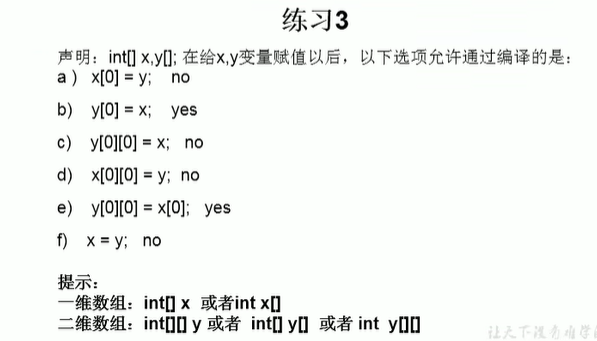 练习3
声明：int[] x,y[]; 在给x,y变量赋值以后，以下选项允许通过编译的是：
a ) x[0] = y; no
b) y[0] = x; yes
c) y[0][0] = x; no
d) x[0][0] = y; no
e) y[0][0] = x[0]; yes
f) x = y; no
提示：
一维数组：int[] x 或者int x[]
二维数组：int[][] y 或者 int[] y[] 或者 int y[][]
让天下没有难学